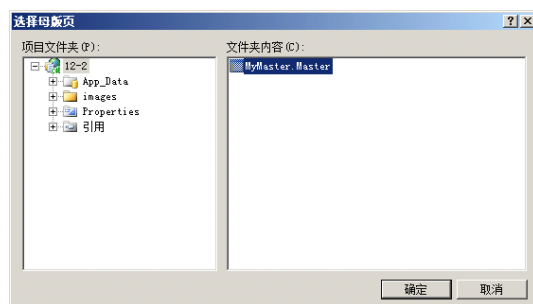 选择母版页
项目文件夹(P):
文件夹内容(C):
12-2
App_Data
images
Properties
引用
MyMaster.Master
确定
取消